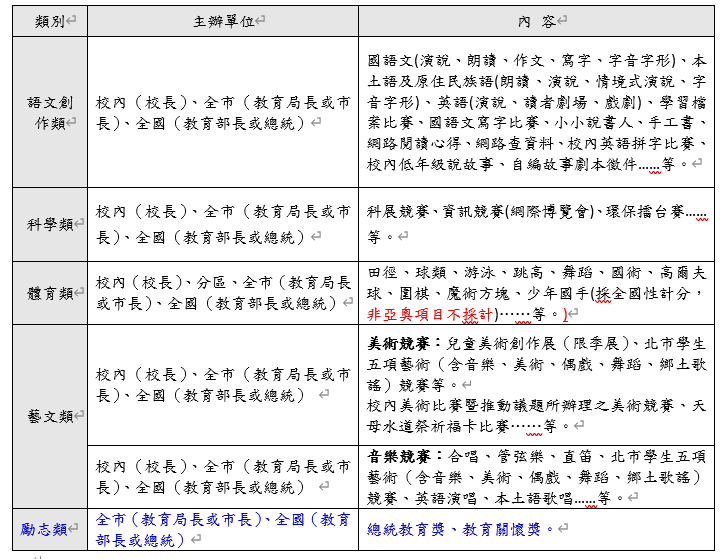 類別
主辦單位
內 容
語文創
作類
校內（校長）、全市（教育局長或市
長）、全國（教育部長或總統）
國語文(演說、朗讀、作文、寫字、字音字形)、本
土語及原住民族語(朗讀、演說、情境式演說、字
音字形)、英語(演說、讀者劇場、戲劇)、學習檔
案比賽、國語文寫字比賽、小小說書人、手工書、
網路閱讀心得、網路查資料、校內英語拼字比賽、
校內低年級說故事、自編故事劇本徵件……等。
科學類
校內（校長）、全市（教育局長或市
長）、全國（教育部長或總統）
科展競賽、資訊競賽(網際博覽會)、環保擂台賽……
等。
體育類
校內（校長）、分區、全市（教育局長
或市長）、全國（教育部長或總統）
田徑、球類、游泳、跳高、舞蹈、國術、高爾夫
球、圍棋、魔術方塊、少年國手(採全國性計分，
非亞奧項目不採計)……等。)
藝文類
校內（校長）、全市（教育局長或市
長）、全國（教育部長或總統）
美術競賽：兒童美術創作展（限季展）、北市學生
五項藝術（含音樂、美術、偶戲、舞蹈、鄉土歌
謠）競賽等。
校內美術比賽暨推動議題所辦理之美術競賽、天
母水道祭祈福卡比賽……等。
校內（校長）、全市（教育局長或市
長）、全國（教育部長或總統）
音樂競賽：合唱、管弦樂、直笛、北市學生五項
藝術（含音樂、美術、偶戲、舞蹈、鄉土歌謠）
競賽、英語演唱、本土語歌唱……等。
勵志類
全市（教育局長或市長）、全國（教育
部長或總統）
總統教育獎、教育關懷獎。